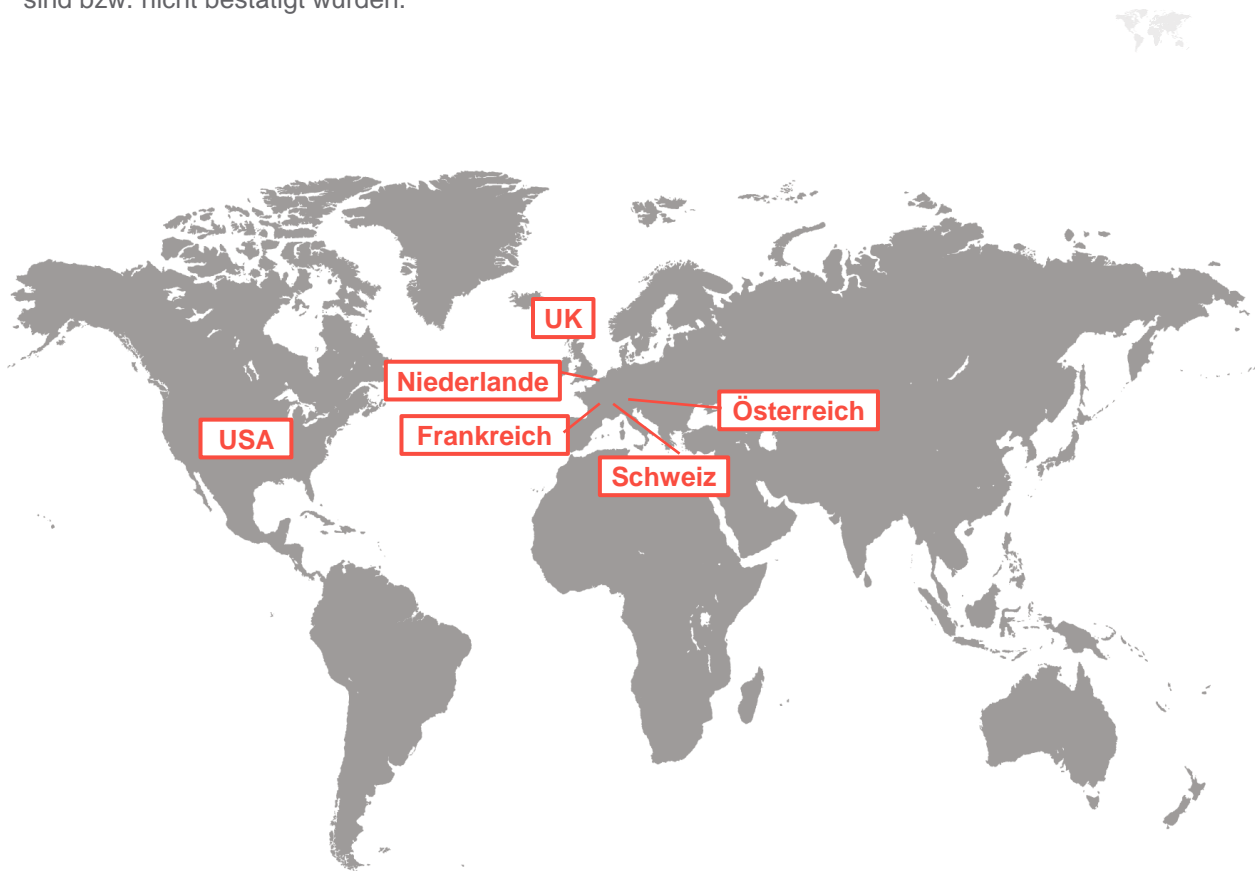 sind bzw. nicht bestätigt wurden.
UK
Niederlande
Österreich
USA
Frankreich
Schweiz